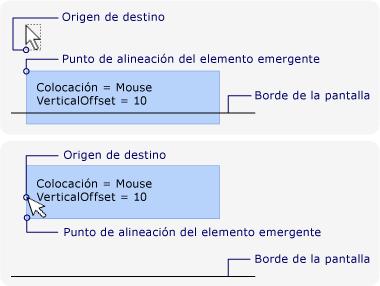 Origen de destino
Punto de alineación del elemento emergente
Colocación = Mouse
VerticalOffset = 10
Borde de la pantalla
Origen de destino
Colocación = Mouse
VerticalOffset = 10
Punto de alineación del elemento emergente
Borde de la pantalla